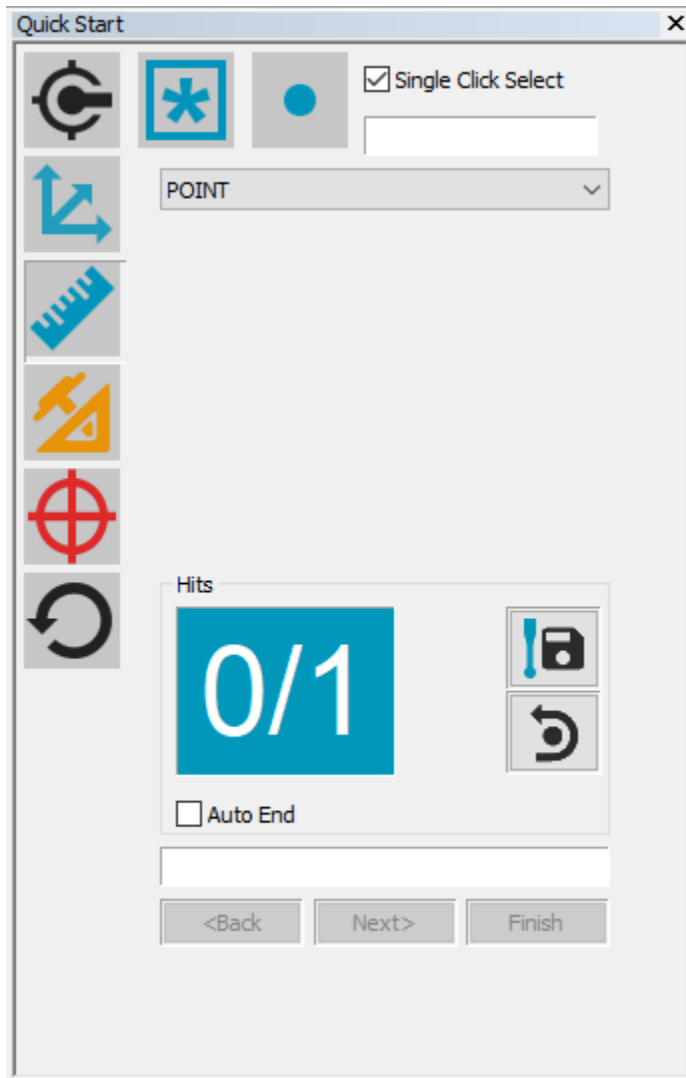 Quick Start
Single Click Select
POINT
Hits
0/1
Auto End
<Back
Next>
Finish